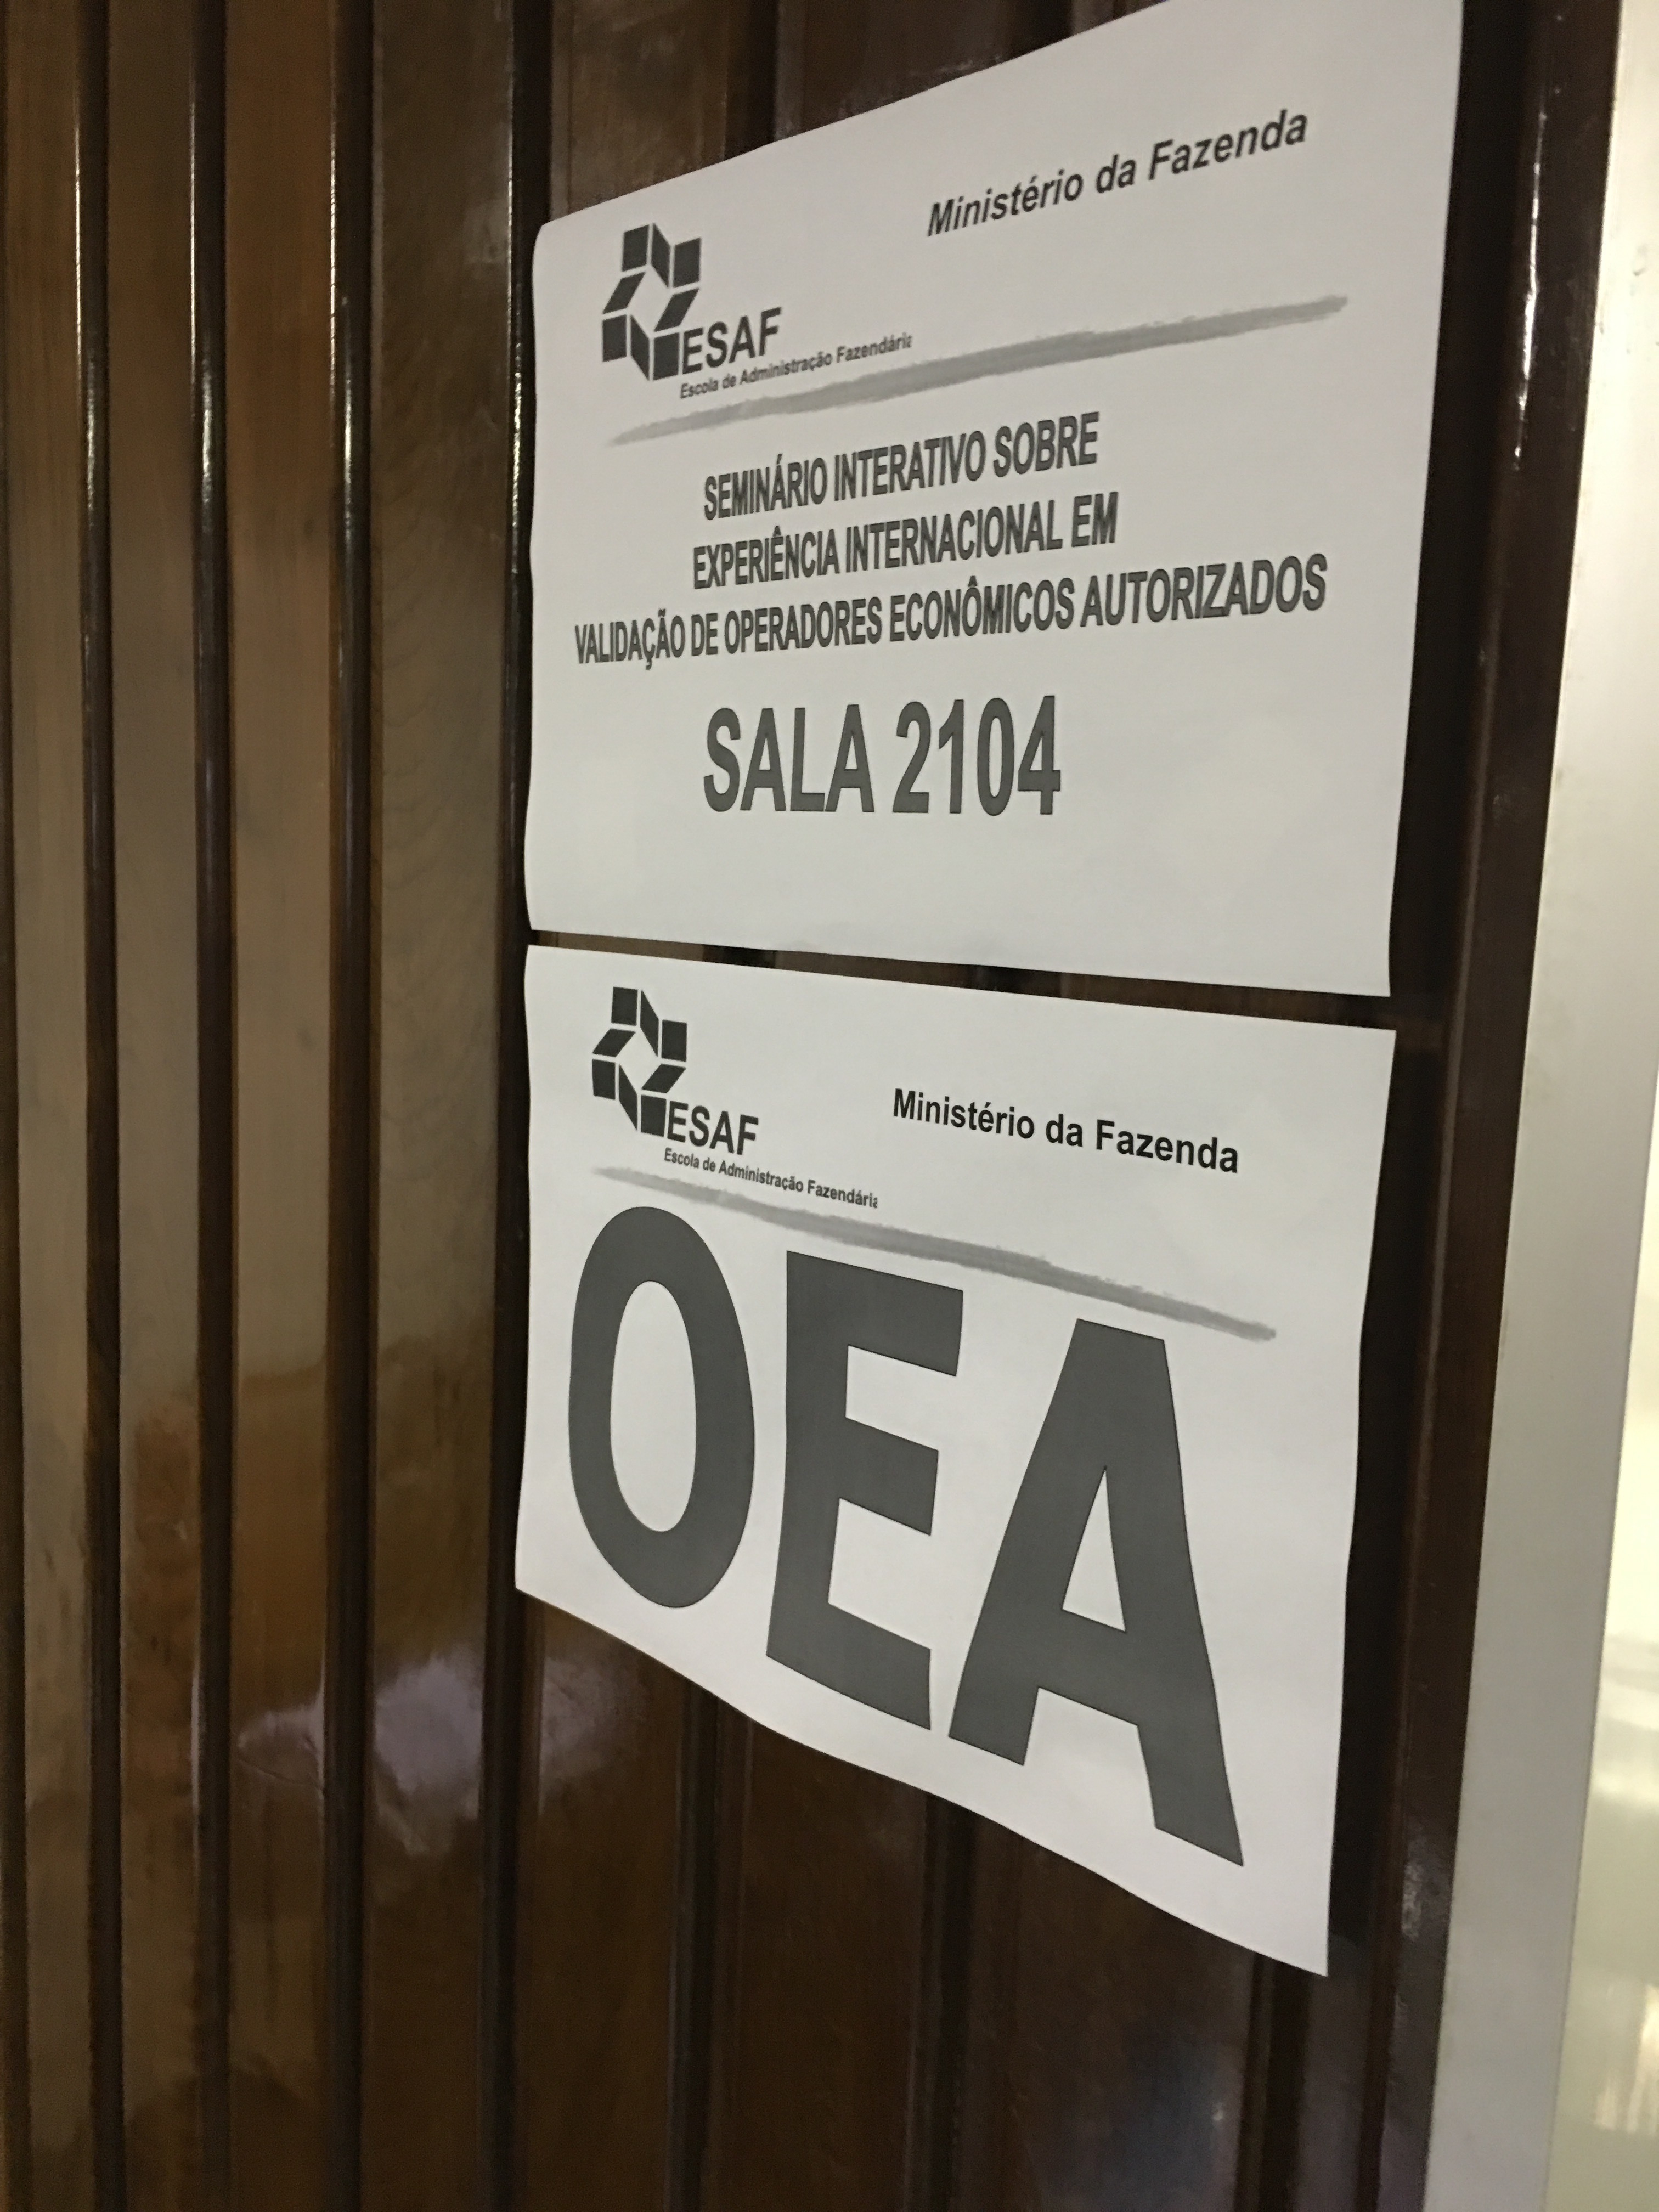 Ministério da Fazenda
ESAF
Escola de Administração Fazendária
SEMINÁRIO INTERATIVO SOBRE
EXPERIÊNCIA INTERNACIONAL EM
VALIDAÇÃO DE OPERADORES ECONÔMICOS AUTORIZADOS
SALA 2104
Ministério da Fazenda
ESAF
Escola de Administração Fazendária
OEA